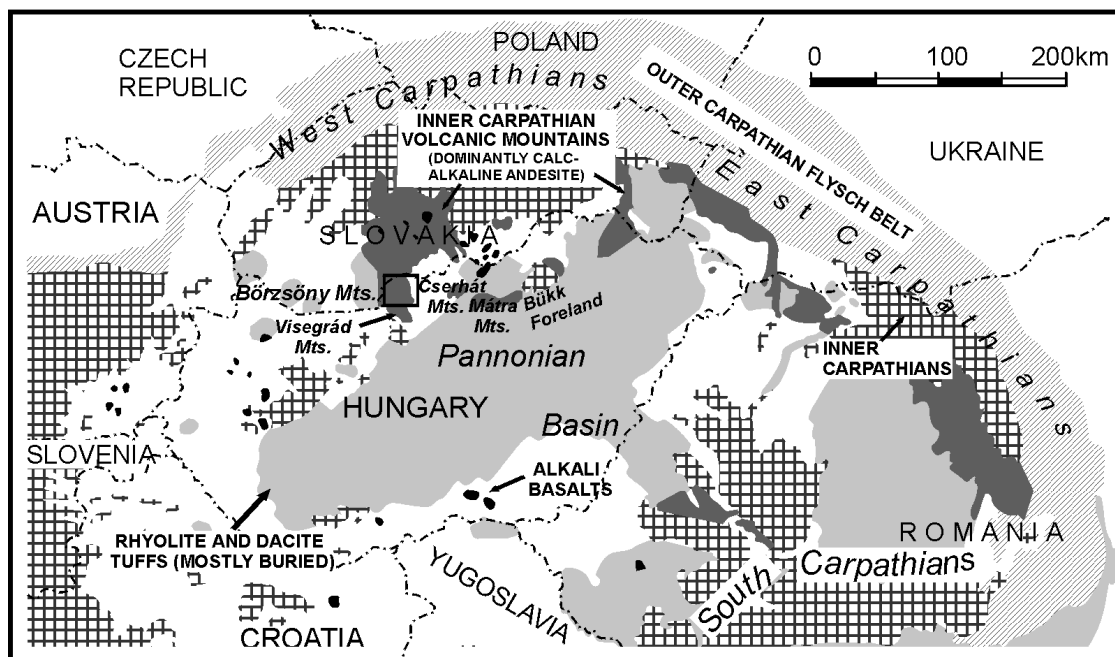 CZECH
REPUBLIC
POLAND
0 100 200km
West Carpathians
OUTER CARPATHIAN FLYSCH BELT
INNER CARPATHIAN
VOLCANIC MOUNTAINS
(DOMINANTLY CALC-
ALKALINE ANDESITE)
UKRAINE
East Carpathians
AUSTRIA
SLOVAKIA
Börzsöny Mts.
Cserhát
Mts.
Mátra
Mts.
Bükk
Foreland
Visegrád
Mts.
INNER
CARPATHIANS
Pannonian
HUNGARY
Basin
SLOVENIA
ALKALI
BASALTS
RHYOLITE AND DACITE
TUFFS (MOSTLY BURIED)
ROMANIA
YUGOSLAVIA
South Carpathians
CROATIA